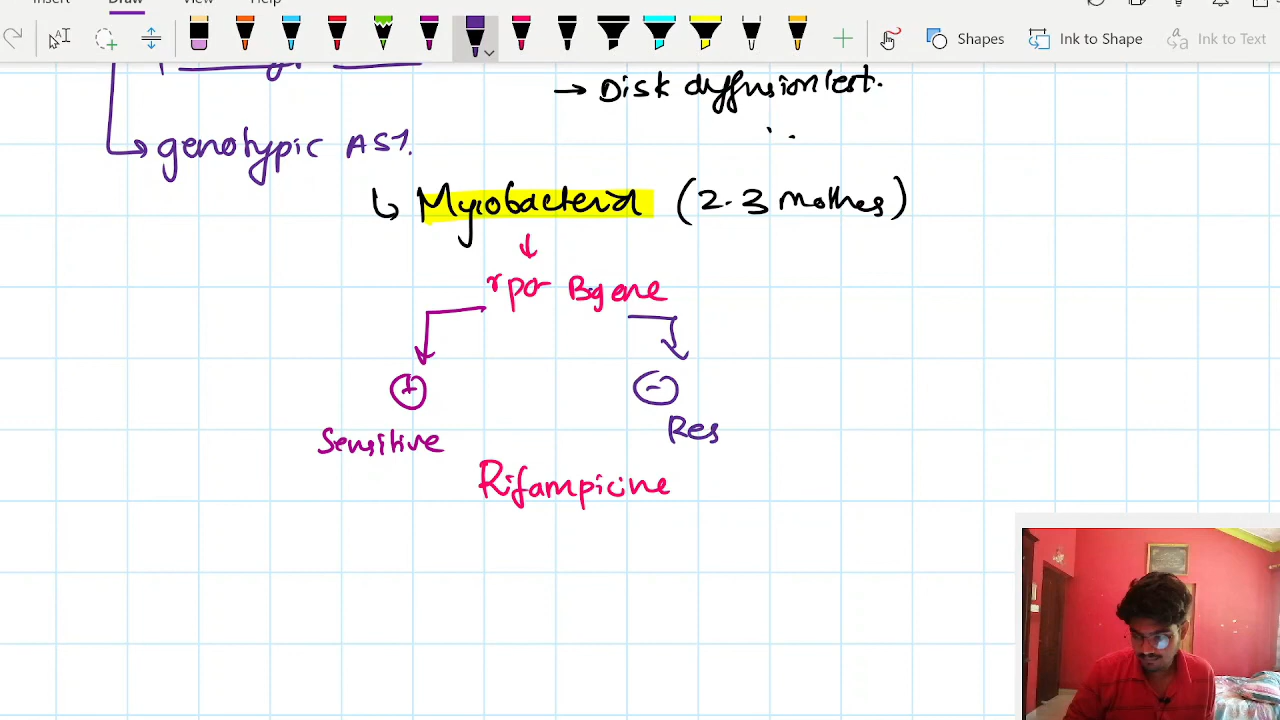 Insert Draw View Help
Shapes Ink to Shape Ink to Text
→ Disk diffusion test.
↳ genotypic AST.
↳ Mycobacteria (2-3 mothes)
↓
rpo B gene
+ -
Sensitive Res
Rifampicine